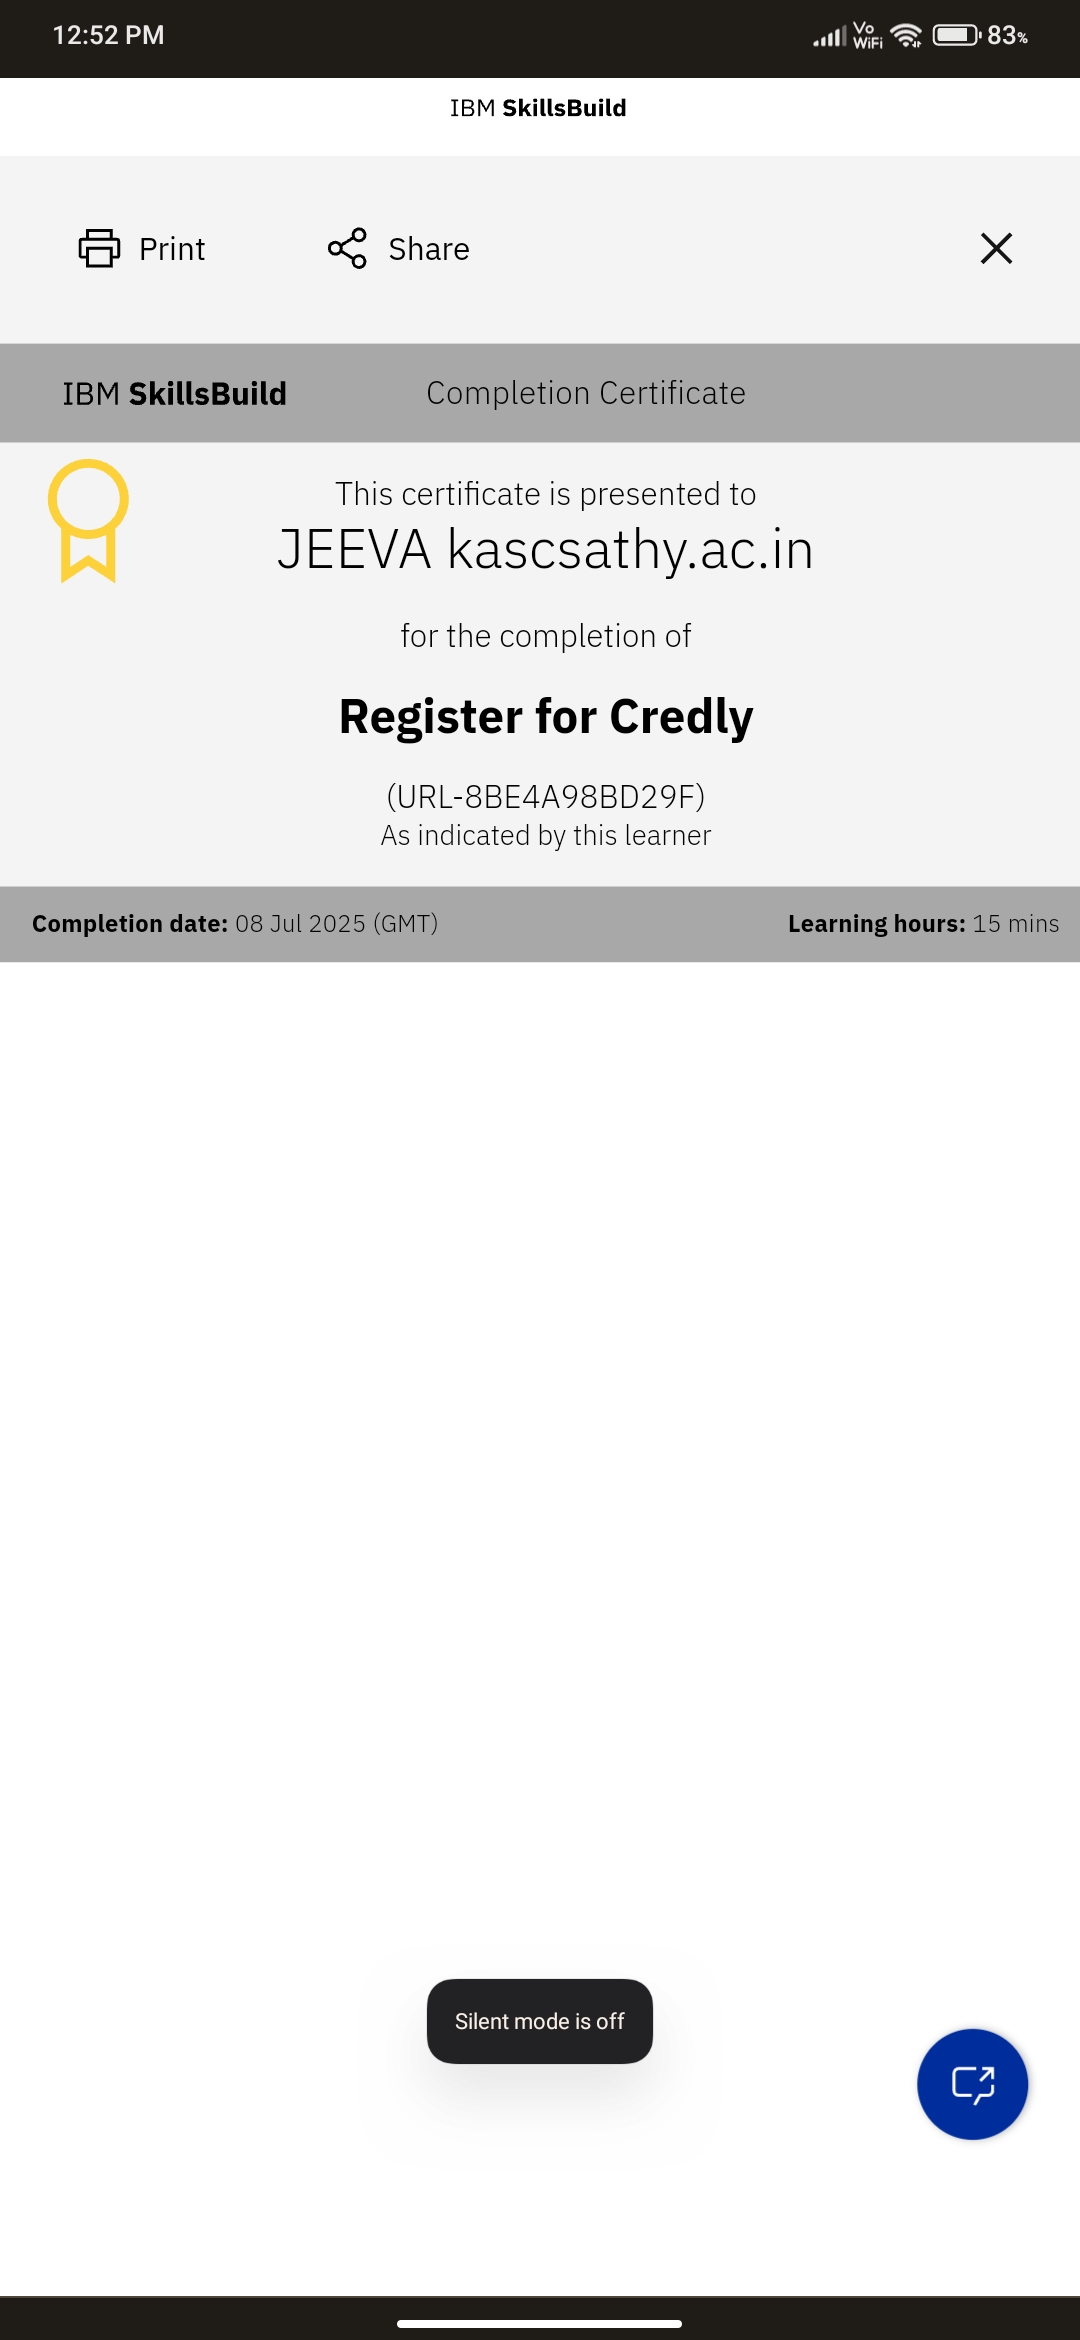 12:52 PM
Vo WiFi 83%
IBM SkillsBuild
Print Share
IBM SkillsBuild Completion Certificate
This certificate is presented to
JEEVA kascsathy.ac.in
for the completion of
Register for Credly
(URL-8BE4A98BD29F)
As indicated by this learner
Completion date: 08 Jul 2025 (GMT) Learning hours: 15 mins
Silent mode is off